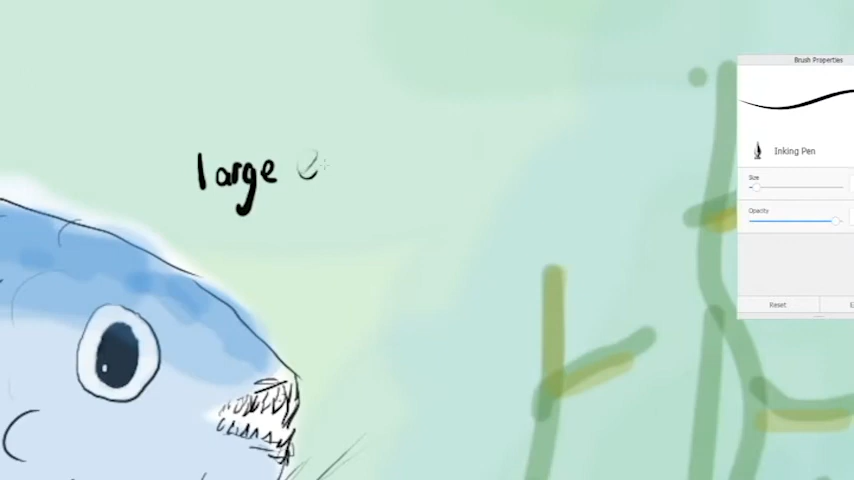 Brush Properties
large e
Inking Pen
Size
Opacity
Reset